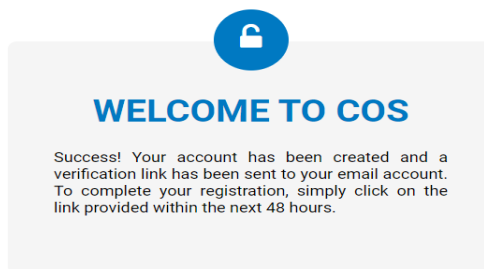 WELCOME TO COS
Success! Your account has been created and a
verification link has been sent to your email account.
To complete your registration, simply click on the
link provided within the next 48 hours.